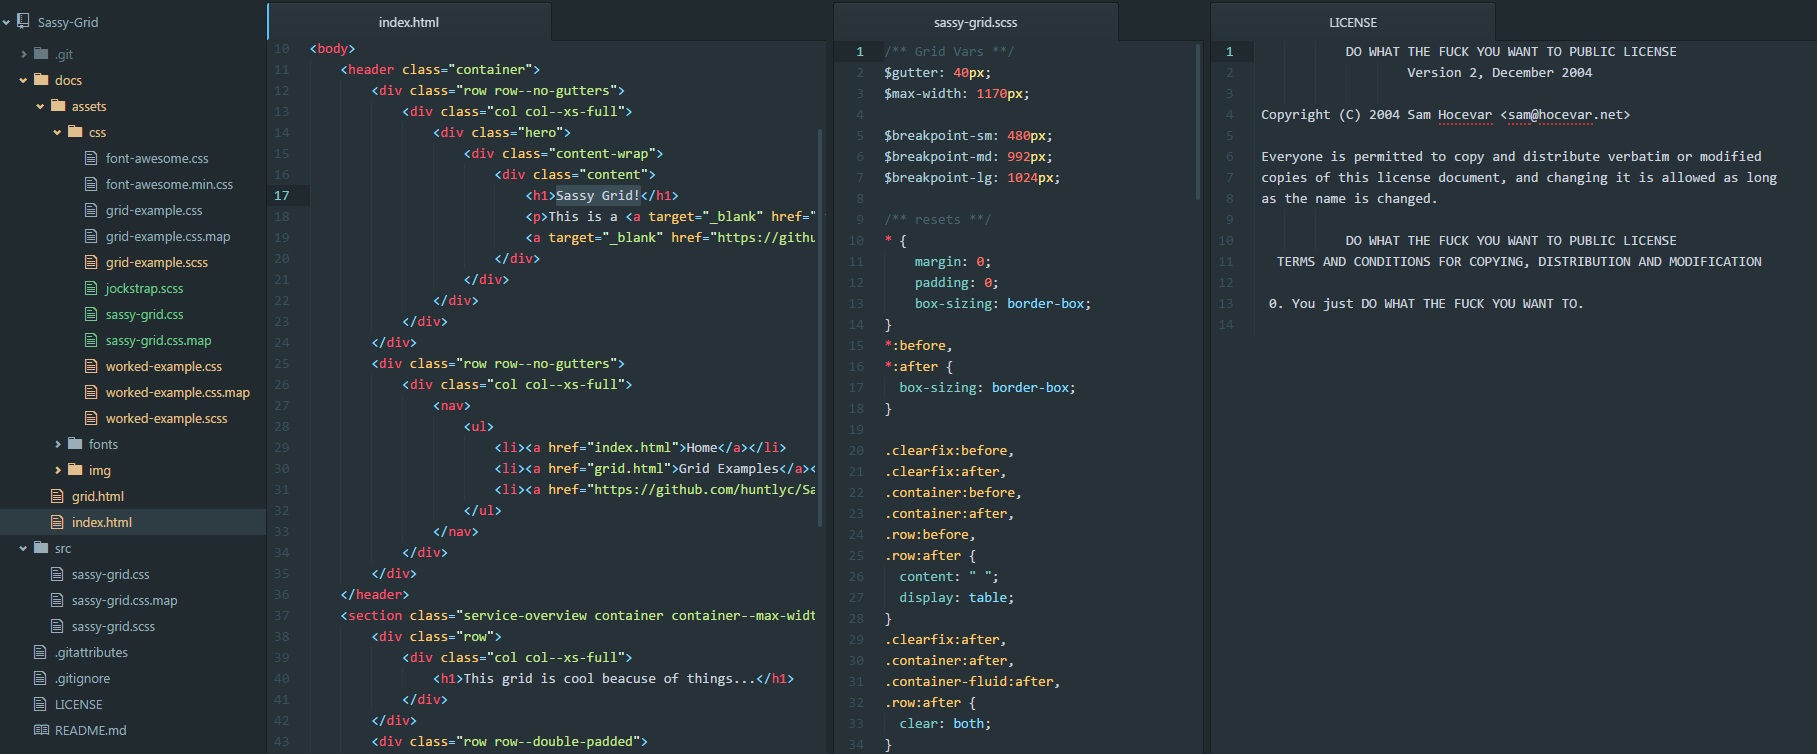 Sassy-Grid
.git
docs
assets
css
font-awesome.css
font-awesome.min.css
grid-example.css
grid-example.css.map
grid-example.scss
jockstrap.scss
sassy-grid.css
sassy-grid.css.map
worked-example.css
worked-example.css.map
worked-example.scss
fonts
img
grid.html
index.html
src
sassy-grid.css
sassy-grid.css.map
sassy-grid.scss
.gitattributes
.gitignore
LICENSE
README.md
index.html
10 <body>
11 <header class="container">
12 <div class="row row--no-gutters">
13 <div class="col col--xs-full">
14 <div class="hero">
15 <div class="content-wrap">
16 <div class="content">
17 <h1>Sassy Grid!</h1>
18 <p>This is a <a target="_blank" href="
19 <a target="_blank" href="https://githu
20 </div>
21 </div>
22 </div>
23 </div>
24 </div>
25 <div class="row row--no-gutters">
26 <div class="col col--xs-full">
27 <nav>
28 <ul>
29 <li><a href="index.html">Home</a></li>
30 <li><a href="grid.html">Grid Examples</a><
31 <li><a href="https://github.com/huntlyc/Sa
32 </ul>
33 </nav>
34 </div>
35 </div>
36 </header>
37 <section class="service-overview container container--max-widt
38 <div class="row">
39 <div class="col col--xs-full">
40 <h1>This grid is cool beacuse of things...</h1>
41 </div>
42 </div>
43 <div class="row row--double-padded">
sassy-grid.scss
1 /** Grid Vars **/
2 $gutter: 40px;
3 $max-width: 1170px;
4
5 $breakpoint-sm: 480px;
6 $breakpoint-md: 992px;
7 $breakpoint-lg: 1024px;
8
9 /** resets **/
10 * {
11 margin: 0;
12 padding: 0;
13 box-sizing: border-box;
14 }
15 *:before,
16 *:after {
17 box-sizing: border-box;
18 }
19
20 .clearfix:before,
21 .clearfix:after,
22 .container:before,
23 .container:after,
24 .row:before,
25 .row:after {
26 content: " ";
27 display: table;
28 }
29 .clearfix:after,
30 .container:after,
31 .container-fluid:after,
32 .row:after {
33 clear: both;
34 }
LICENSE
1 DO WHAT THE FUCK YOU WANT TO PUBLIC LICENSE
2 Version 2, December 2004
3
4 Copyright (C) 2004 Sam Hocevar <sam@hocevar.net>
5
6 Everyone is permitted to copy and distribute verbatim or modified
7 copies of this license document, and changing it is allowed as long
8 as the name is changed.
9
10 DO WHAT THE FUCK YOU WANT TO PUBLIC LICENSE
11 TERMS AND CONDITIONS FOR COPYING, DISTRIBUTION AND MODIFICATION
12
13 0. You just DO WHAT THE FUCK YOU WANT TO.
14